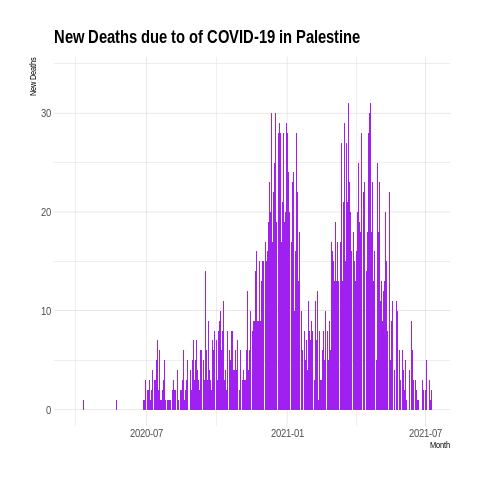 New Deaths due to of COVID-19 in Palestine
New Deaths
30
20
10
0
2020-07
2021-01
2021-07
Month